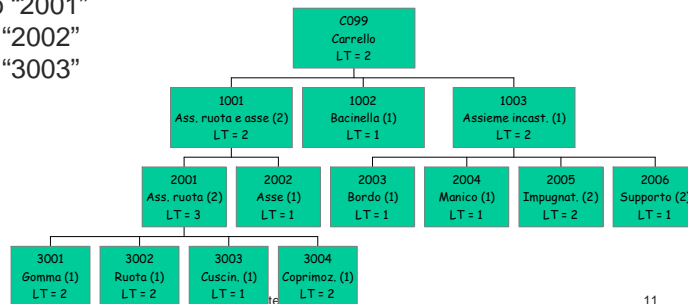 “2001”
“2002”
“3003”
C099
Carrello
LT = 2
1001
Ass. ruota e asse (2)
LT = 2
1002
Bacinella (1)
LT = 1
1003
Assieme incast. (1)
LT = 2
2001
Ass. ruota (2)
LT = 3
2002
Asse (1)
LT = 1
2003
Bordo (1)
LT = 1
2004
Manico (1)
LT = 1
2005
Impugnat. (2)
LT = 2
2006
Supporto (2)
LT = 1
3001
Gomma (1)
LT = 2
3002
Ruota (1)
LT = 2
3003
Cuscin. (1)
LT = 1
3004
Coprimoz. (1)
LT = 2
11